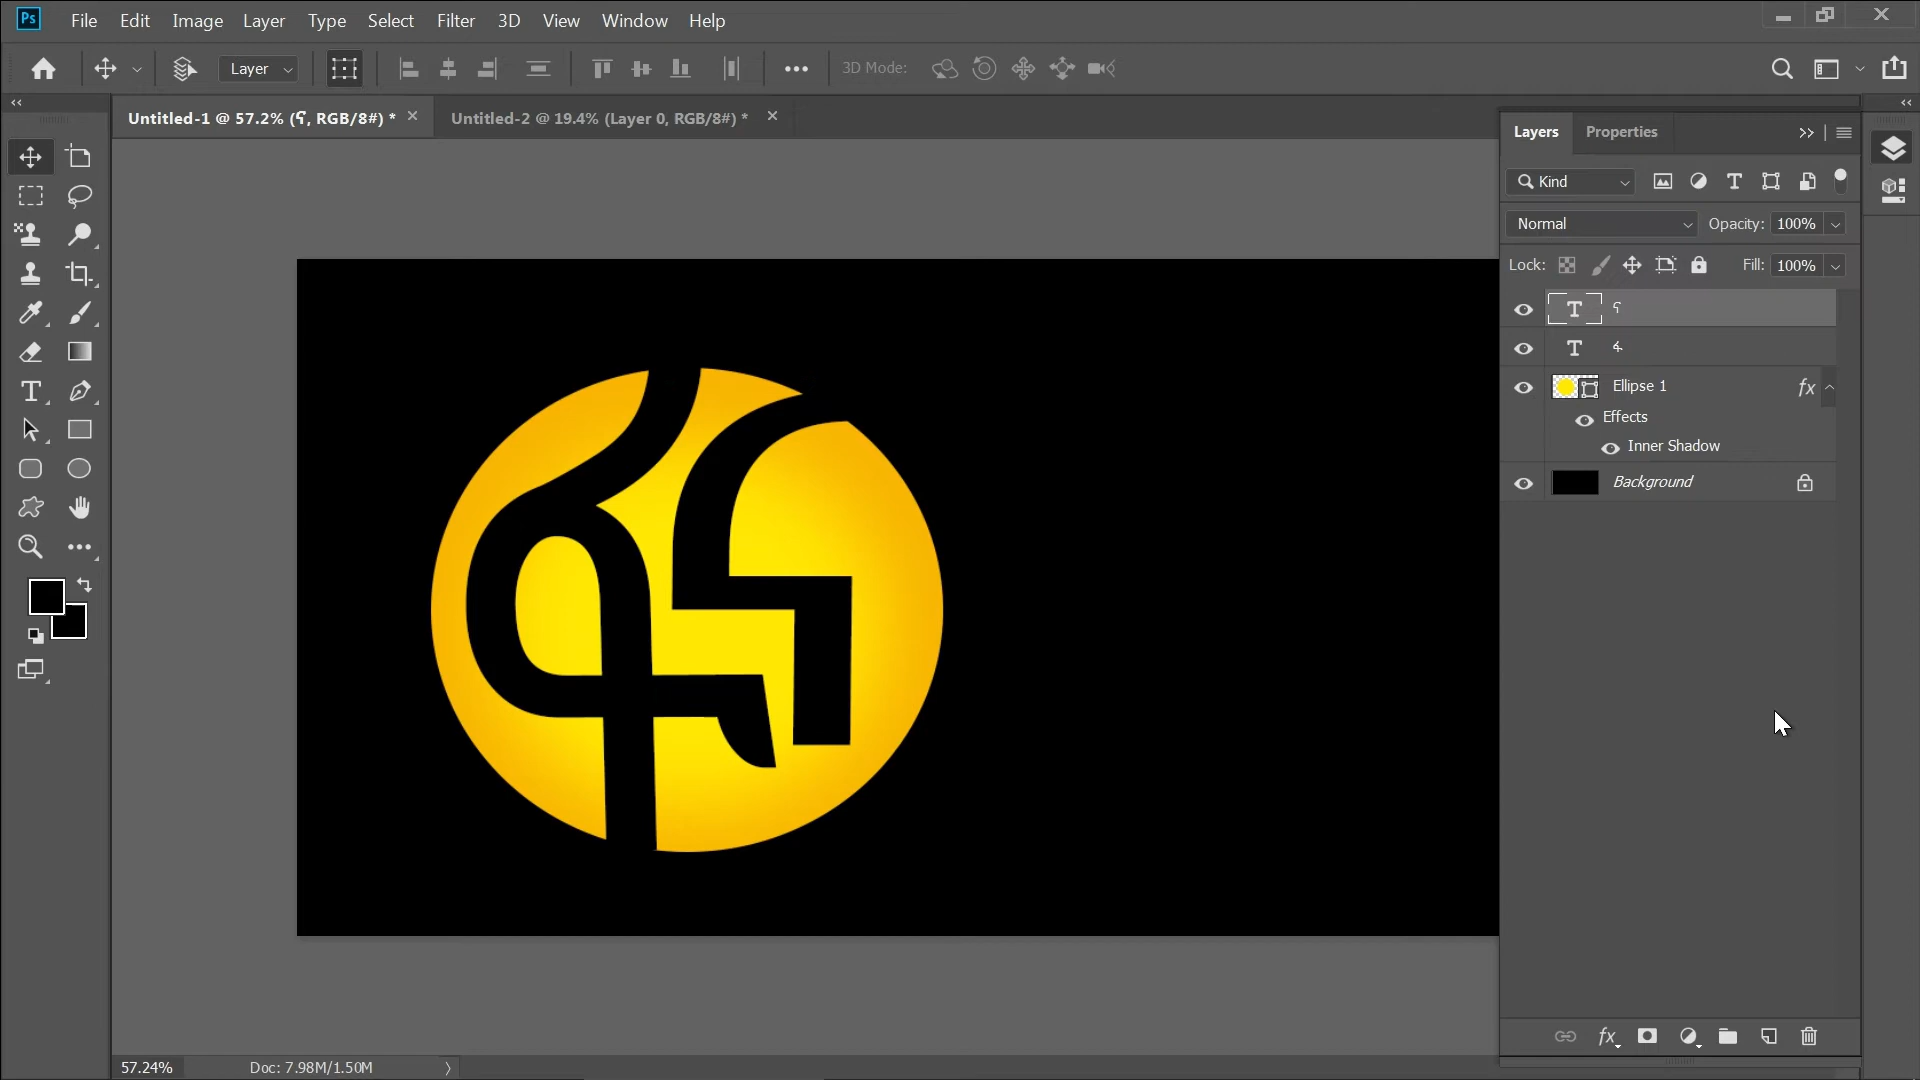 Ps File Edit Image Layer Type Select Filter 3D View Window Help
Layer 3D Mode:
Untitled-1 @ 57.2% (ና, RGB/8#) * Untitled-2 @ 19.4% (Layer 0, RGB/8#) *
Layers Properties
Kind
Normal Opacity: 100%
Lock: Fill: 100%
ና
Ellipse 1 fx
Effects
Inner Shadow
Background
57.24% Doc: 7.98M/1.50M